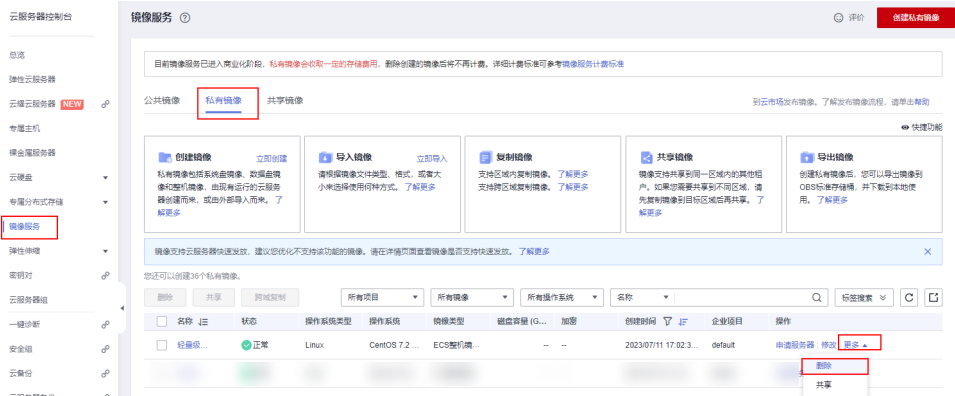 云服务器控制台
总览
弹性云服务器
云耀云服务器 NEW
专属主机
裸金属服务器
云硬盘
专属分布式存储
镜像服务
弹性伸缩
密钥对
云服务器组
一键诊断
安全组
云备份
镜像服务
评价
创建私有镜像
目前镜像服务已进入商业化阶段，私有镜像会收取一定的存储费用，删除创建的镜像后将不再计费。详细计费标准可参考镜像服务计费标准
公共镜像 私有镜像 共享镜像
到云市场发布镜像。了解发布镜像流程，请单击帮助
快捷功能
创建镜像 立即创建
私有镜像包括系统盘镜像、数据盘镜
像和整机镜像，由现有运行的云服务
器创建而来，或由外部导入而来。了
解更多
导入镜像 立即导入
请根据镜像文件类型、格式，或者大
小来选择使用何种方式。了解更多
复制镜像
支持区域内复制镜像。了解更多
支持跨区域复制镜像。了解更多
共享镜像
镜像支持共享到同一区域内的其他租
户。如果您需要共享到不同区域，请
先复制镜像到目标区域后再共享。了
解更多
导出镜像
创建私有镜像后，您可以导出镜像到
OBS标准存储桶，并下载到本地使
用。了解更多
镜像支持云服务器快速发放，建议您优化不支持该功能的镜像。请在详情页面查看镜像是否支持快速发放。了解更多
您还可以创建36个私有镜像。
删除 共享 跨域复制 所有项目 所有镜像 所有操作系统 名称 标签搜索
名称 状态 操作系统类型 操作系统 镜像类型 磁盘容量 (G... 加密 创建时间 企业项目 操作
轻量级... 正常 Linux CentOS 7.2 ... ECS整机镜... -- -- 2023/07/11 17:02:3... default 申请服务器 修改 更多
删除
共享